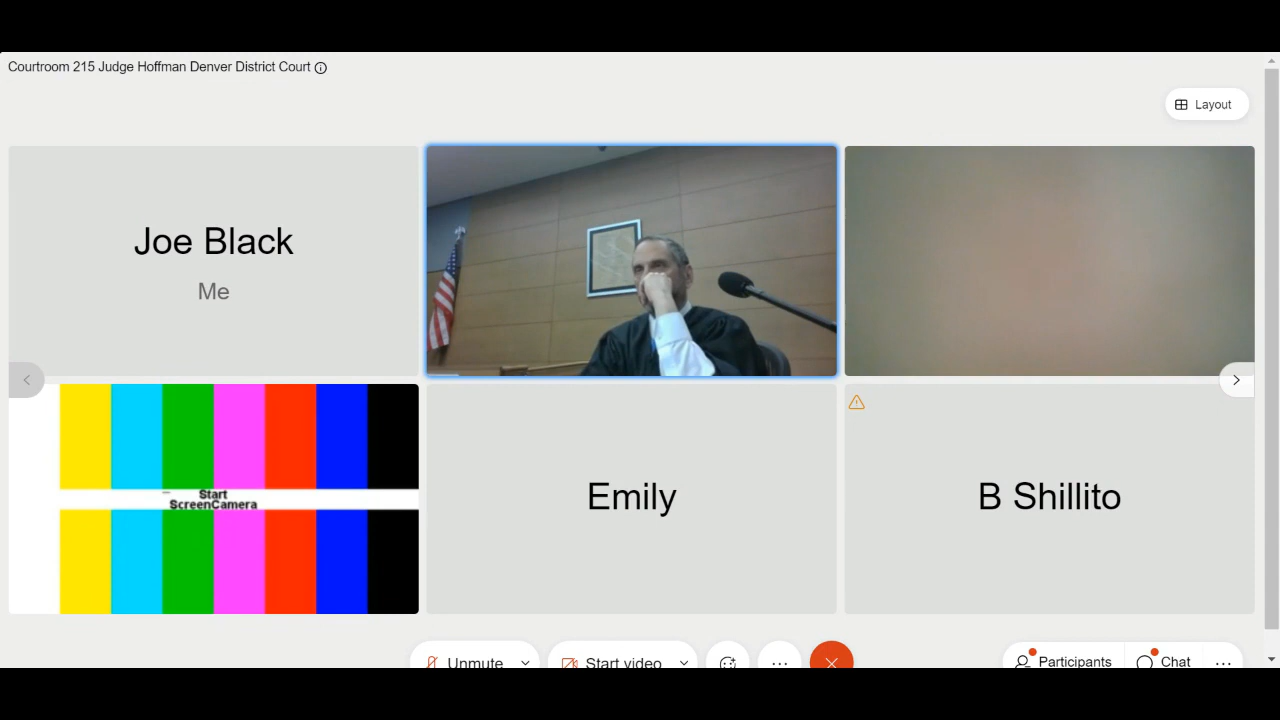 Courtroom 215 Judge Hoffman Denver District Court
Layout
Joe Black
Me
Start
ScreenCamera
Emily
B Shillito
Unmute
Start video
Participants
Chat